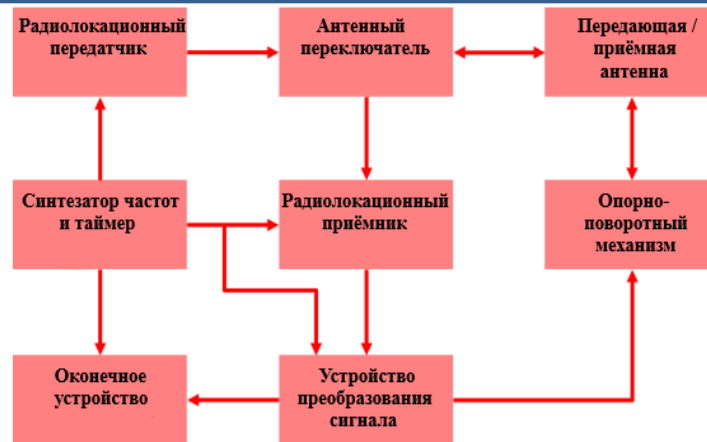 Радиолокационный
передатчик
Антенный
переключатель
Передающая /
приёмная
антенна
Синтезатор частот
и таймер
Радиолокационный
приёмник
Опорно-
поворотный
механизм
Оконечное
устройство
Устройство
преобразования
сигнала